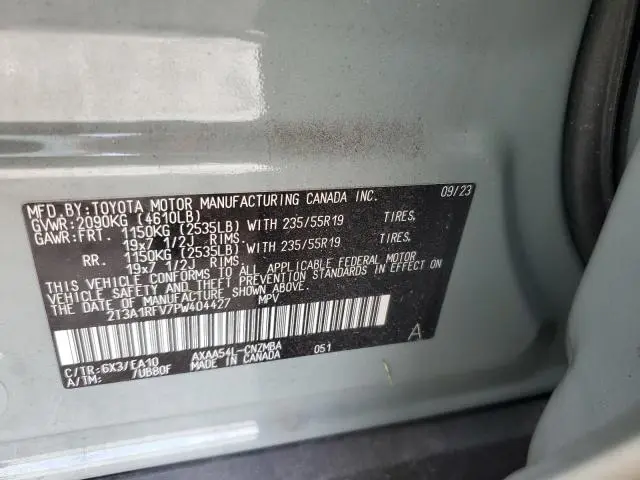 MFD.BY:TOYOTA MOTOR MANUFACTURING CANADA INC. 09/23
GVWR:2090KG (4610LB)
GAWR:FRT. 1150KG (2535LB) WITH 235/55R19 TIRES,
19x7 1/2J RIMS
RR. 1150KG (2535LB) WITH 235/55R19 TIRES,
19x7 1/2J RIMS
THIS VEHICLE CONFORMS TO ALL APPLICABLE FEDERAL MOTOR
VEHICLE SAFETY AND THEFT PREVENTION STANDARDS IN EFFECT ON
THE DATE OF MANUFACTURE SHOWN ABOVE.
2T3A1RFV7PW404427 MPV
A
C/TR:6X3/EA10 AXAA54L-CNZMBA 051
A/TM: /UB80F MADE IN CANADA